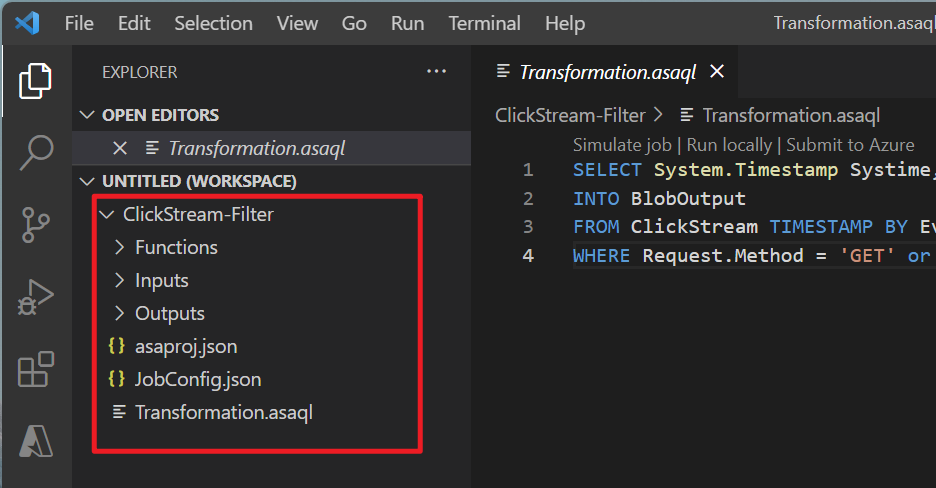 File Edit Selection View Go Run Terminal Help Transformation.asaql
EXPLORER ...
OPEN EDITORS
Transformation.asaql
UNTITLED (WORKSPACE)
ClickStream-Filter
Functions
Inputs
Outputs
{} asaproj.json
{} JobConfig.json
Transformation.asaql
Transformation.asaql
ClickStream-Filter > Transformation.asaql
Simulate job | Run locally | Submit to Azure
1 SELECT System.Timestamp Systime,
2 INTO BlobOutput
3 FROM ClickStream TIMESTAMP BY
4 WHERE Request.Method = 'GET' or